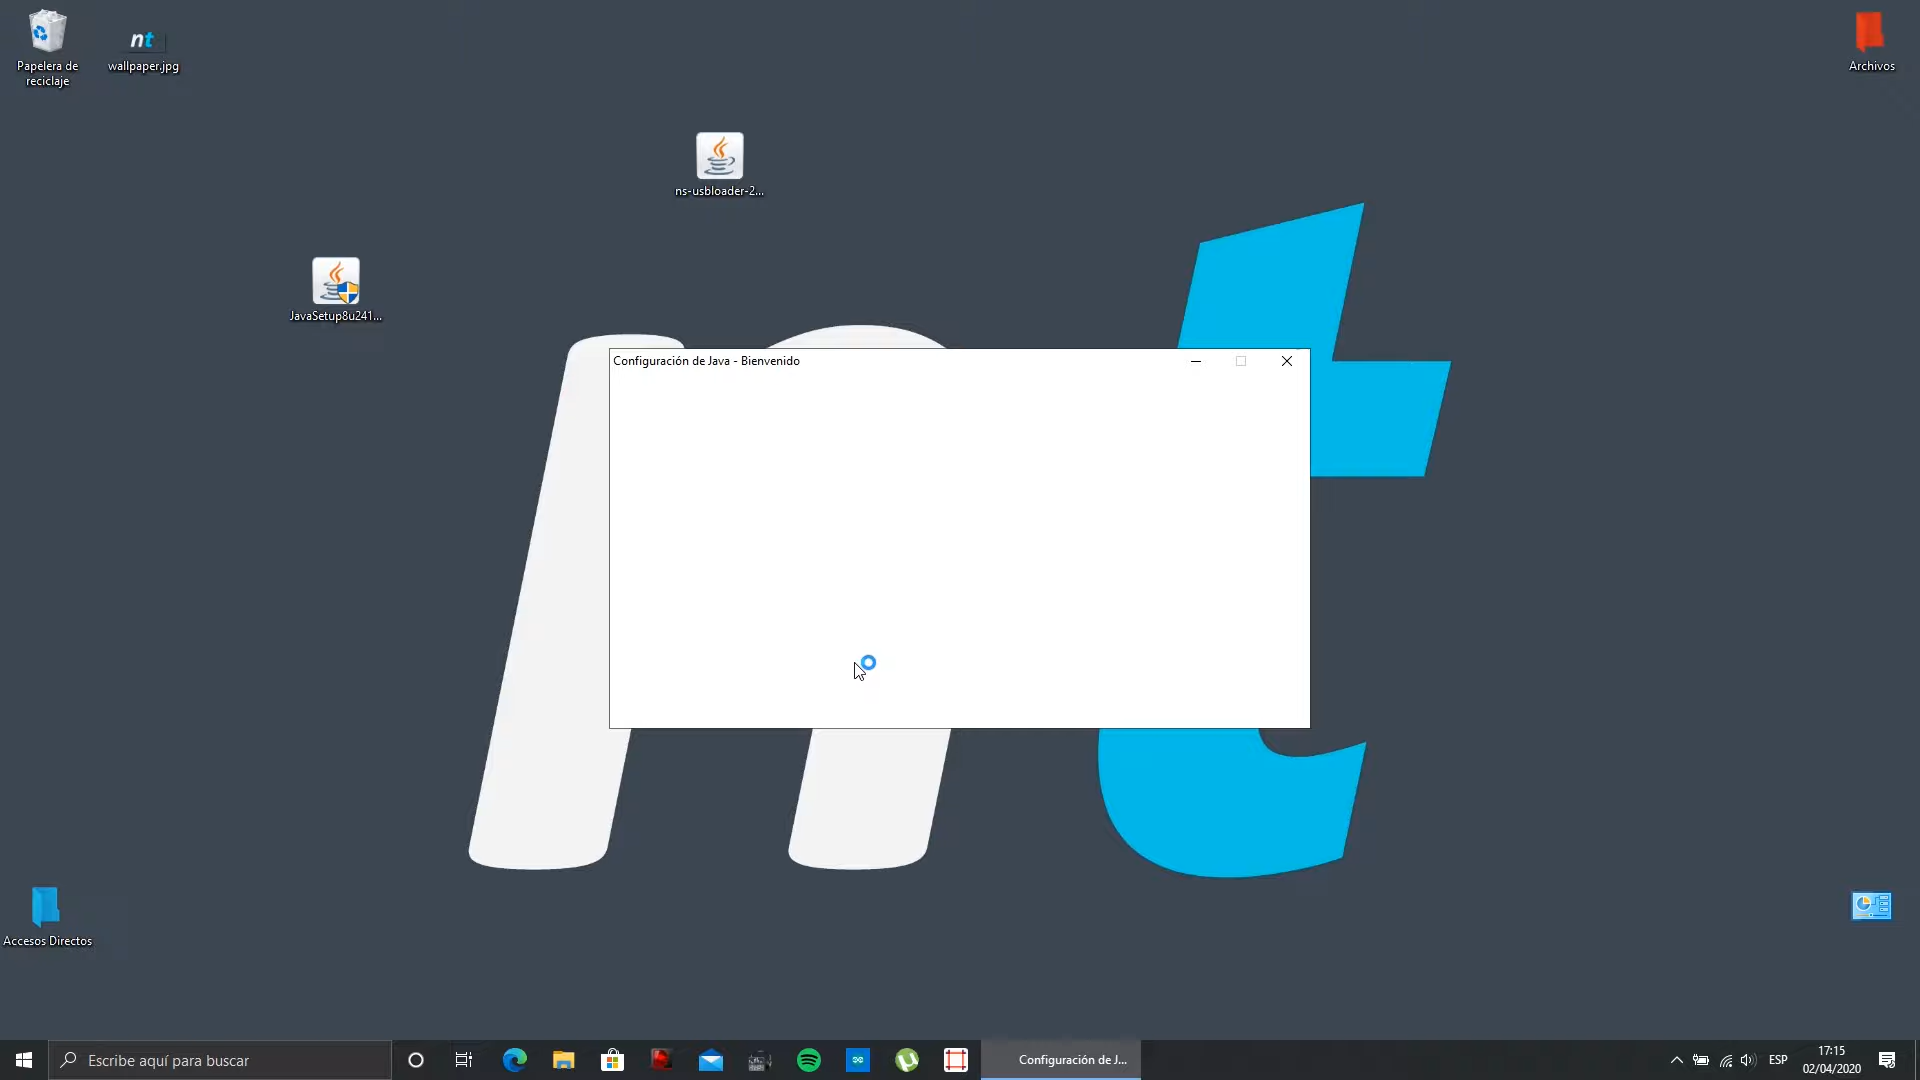 Papelera de
reciclaje
nt
wallpaper.jpg
Archivos
ns-usbloader-2...
JavaSetup8u241...
nt
Configuración de Java - Bienvenido
Accesos Directos
Escribe aquí para buscar
Configuración de J...
ESP
17:15
02/04/2020